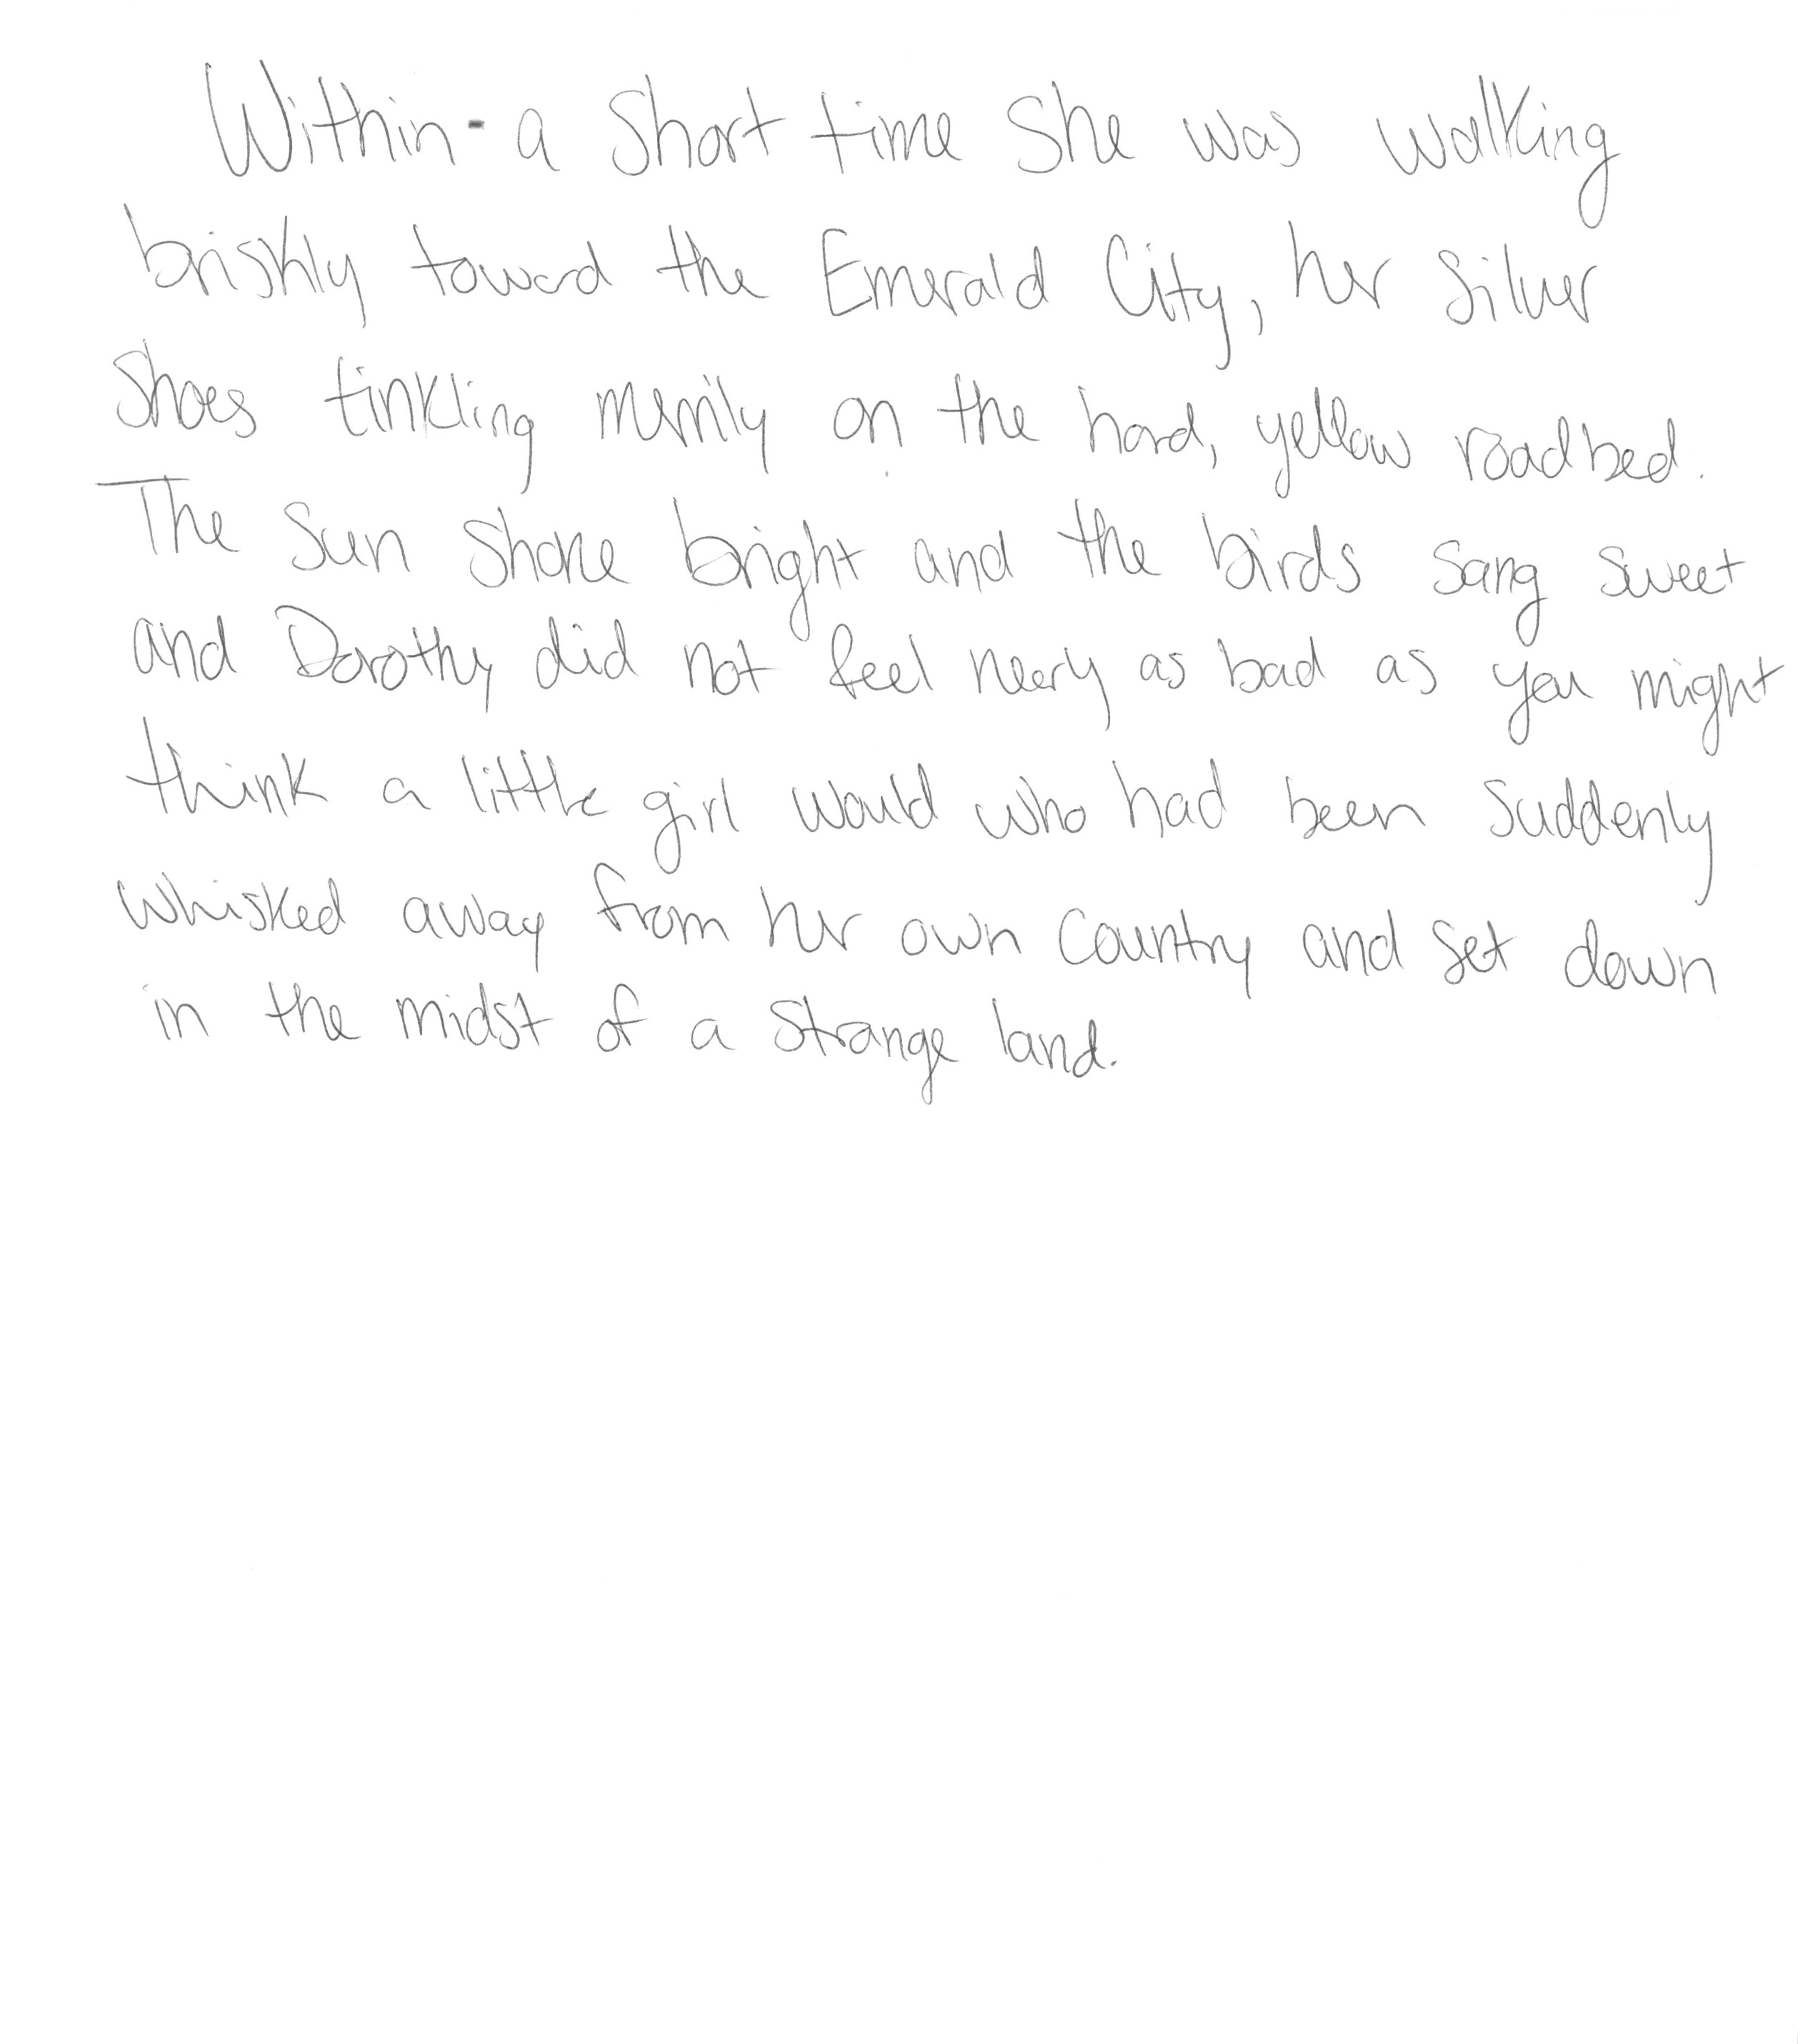 Within - a short time she was walking
briskly toward the Emerald City, her Silver
Shoes tinkling merrily on the hard, yellow roadbed.
The Sun shone bright and the birds sang sweet
and Dorothy did not feel neery as bad as you might
think a little girl would who had been suddenly
whisked away from her own country and set down
in the midst of a strange land.